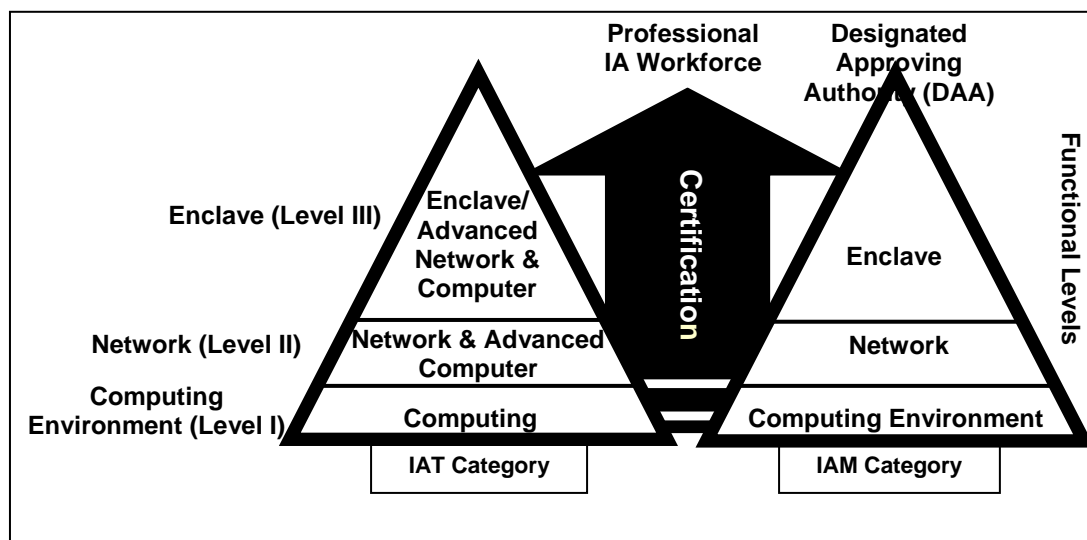 Professional
IA Workforce
Designated
Approving
Authority (DAA)
Functional Levels
Certification
Enclave (Level III)
Enclave/
Advanced
Network &
Computer
Enclave
Network (Level II)
Network & Advanced
Computer
Network
Computing
Environment (Level I)
Computing
Computing Environment
IAT Category
IAM Category